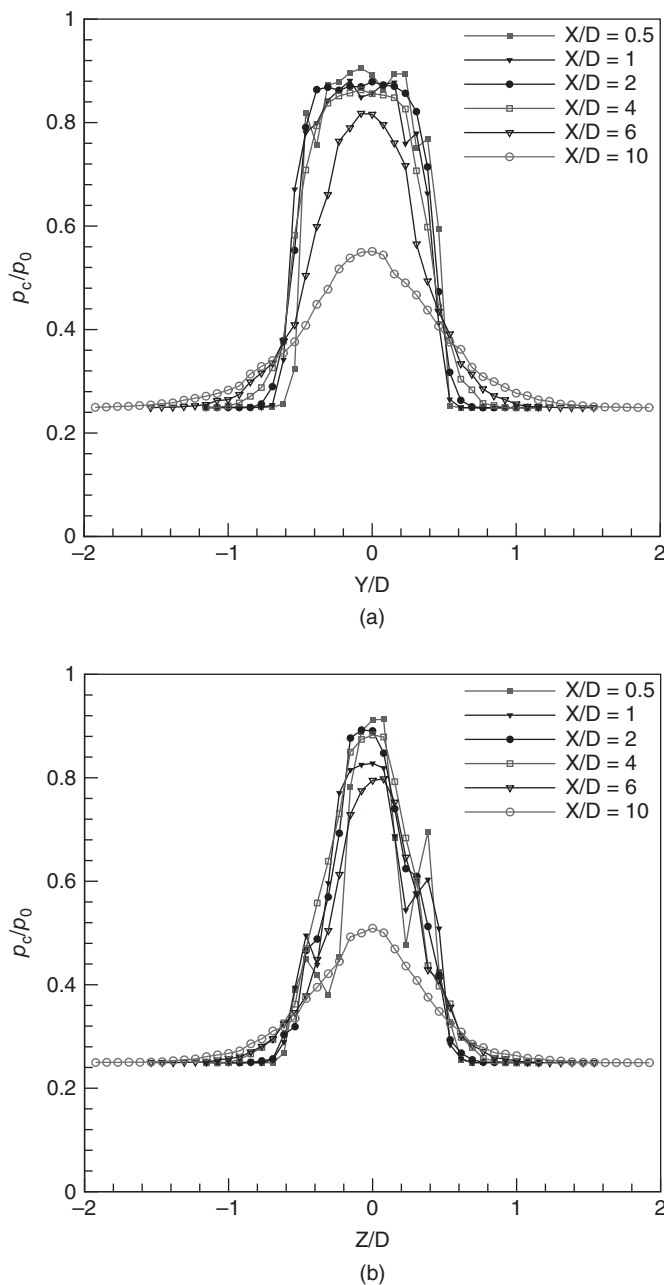 1
X/D = 0.5
X/D = 1
0.8
X/D = 2
X/D = 4
X/D = 6
X/D = 10
0.6
p_c/p_0
0.4
0.2
0
−2
−1
0
1
2
Y/D
(a)
1
X/D = 0.5
X/D = 1
X/D = 2
0.8
X/D = 4
X/D = 6
X/D = 10
0.6
p_c/p_0
0.4
0.2
0
−2
−1
0
1
2
Z/D
(b)